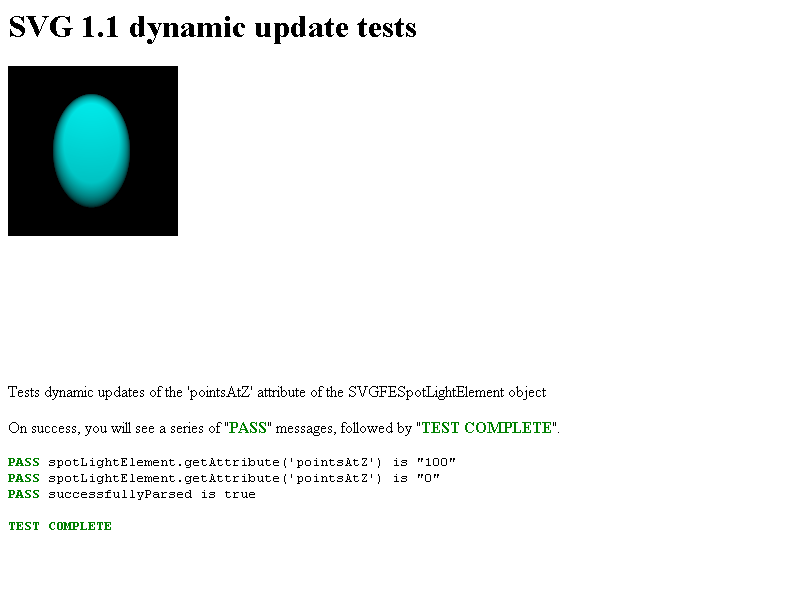 SVG 1.1 dynamic update tests
Tests dynamic updates of the 'pointsAtZ' attribute of the SVGFESpotLightElement object
On success, you will see a series of "PASS" messages, followed by "TEST COMPLETE".
PASS spotLightElement.getAttribute('pointsAtZ') is "100"
PASS spotLightElement.getAttribute('pointsAtZ') is "0"
PASS successfullyParsed is true
TEST COMPLETE